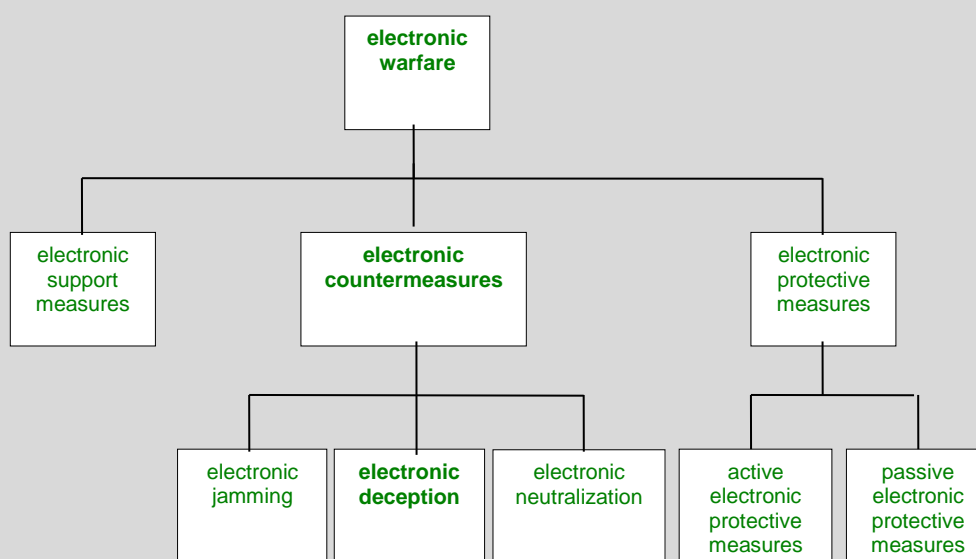 electronic
warfare
electronic
support
measures
electronic
countermeasures
electronic
protective
measures
electronic
jamming
electronic
deception
electronic
neutralization
active
electronic
protective
measures
passive
electronic
protective
measures